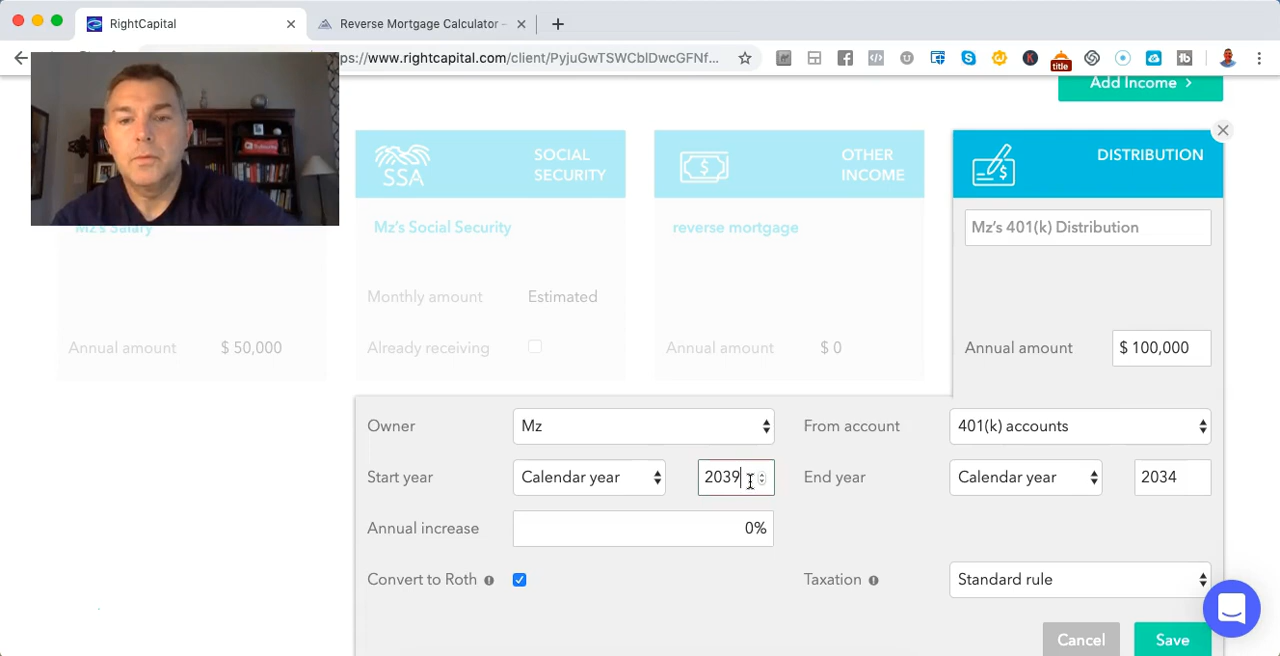 RightCapital
Reverse Mortgage Calculator –
ps://www.rightcapital.com/client/PyjuGwTSWCblDwcGFNf...
title
Add Income
SSA
SOCIAL
SECURITY
OTHER
INCOME
DISTRIBUTION
Mz's Salary
Mz's Social Security
reverse mortgage
Mz's 401(k) Distribution
Monthly amount Estimated
Annual amount $ 50,000
Already receiving
Annual amount $ 0
Annual amount $ 100,000
Owner Mz
From account 401(k) accounts
Start year Calendar year 2039
End year Calendar year 2034
Annual increase 0%
Convert to Roth
Taxation Standard rule
Cancel Save